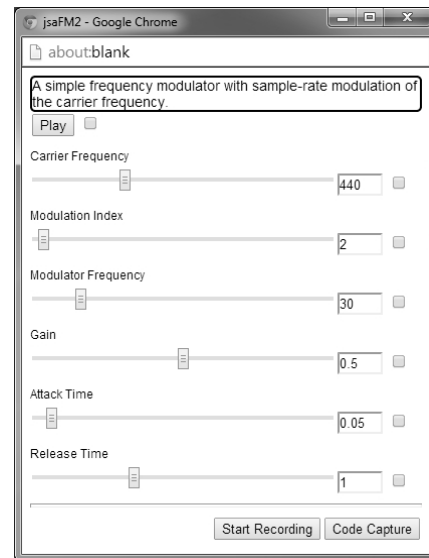 jsaFM2 - Google Chrome
about:blank
A simple frequency modulator with sample-rate modulation of
the carrier frequency.
Play
Carrier Frequency
440
Modulation Index
2
Modulator Frequency
30
Gain
0.5
Attack Time
0.05
Release Time
1
Start Recording Code Capture